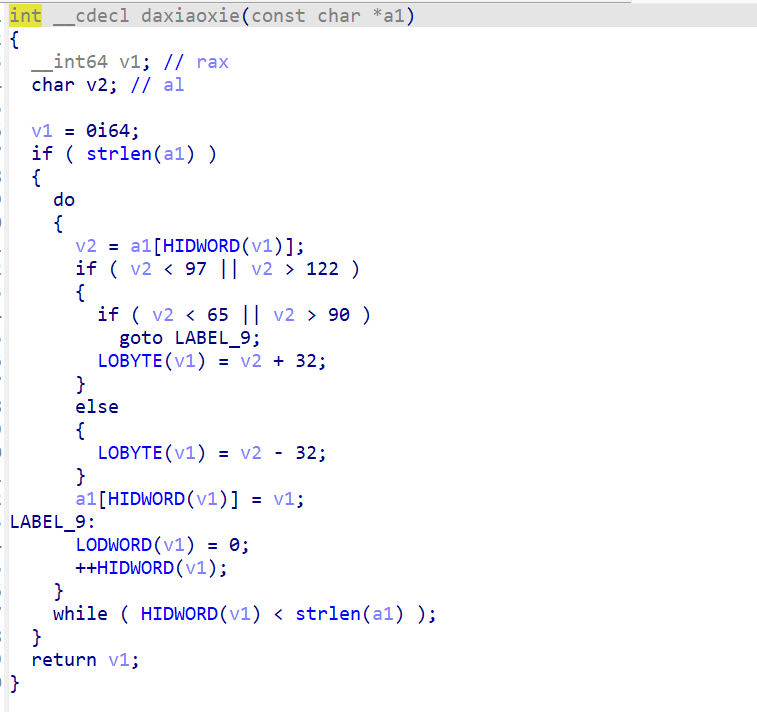 int __cdecl daxiaoxie(const char *a1)
{
  __int64 v1; // rax
  char v2; // al

  v1 = 0i64;
  if ( strlen(a1) )
  {
    do
    {
      v2 = a1[HIDWORD(v1)];
      if ( v2 < 97 || v2 > 122 )
      {
        if ( v2 < 65 || v2 > 90 )
          goto LABEL_9;
        LOBYTE(v1) = v2 + 32;
      }
      else
      {
        LOBYTE(v1) = v2 - 32;
      }
      a1[HIDWORD(v1)] = v1;
LABEL_9:
      LODWORD(v1) = 0;
      ++HIDWORD(v1);
    }
    while ( HIDWORD(v1) < strlen(a1) );
  }
  return v1;
}